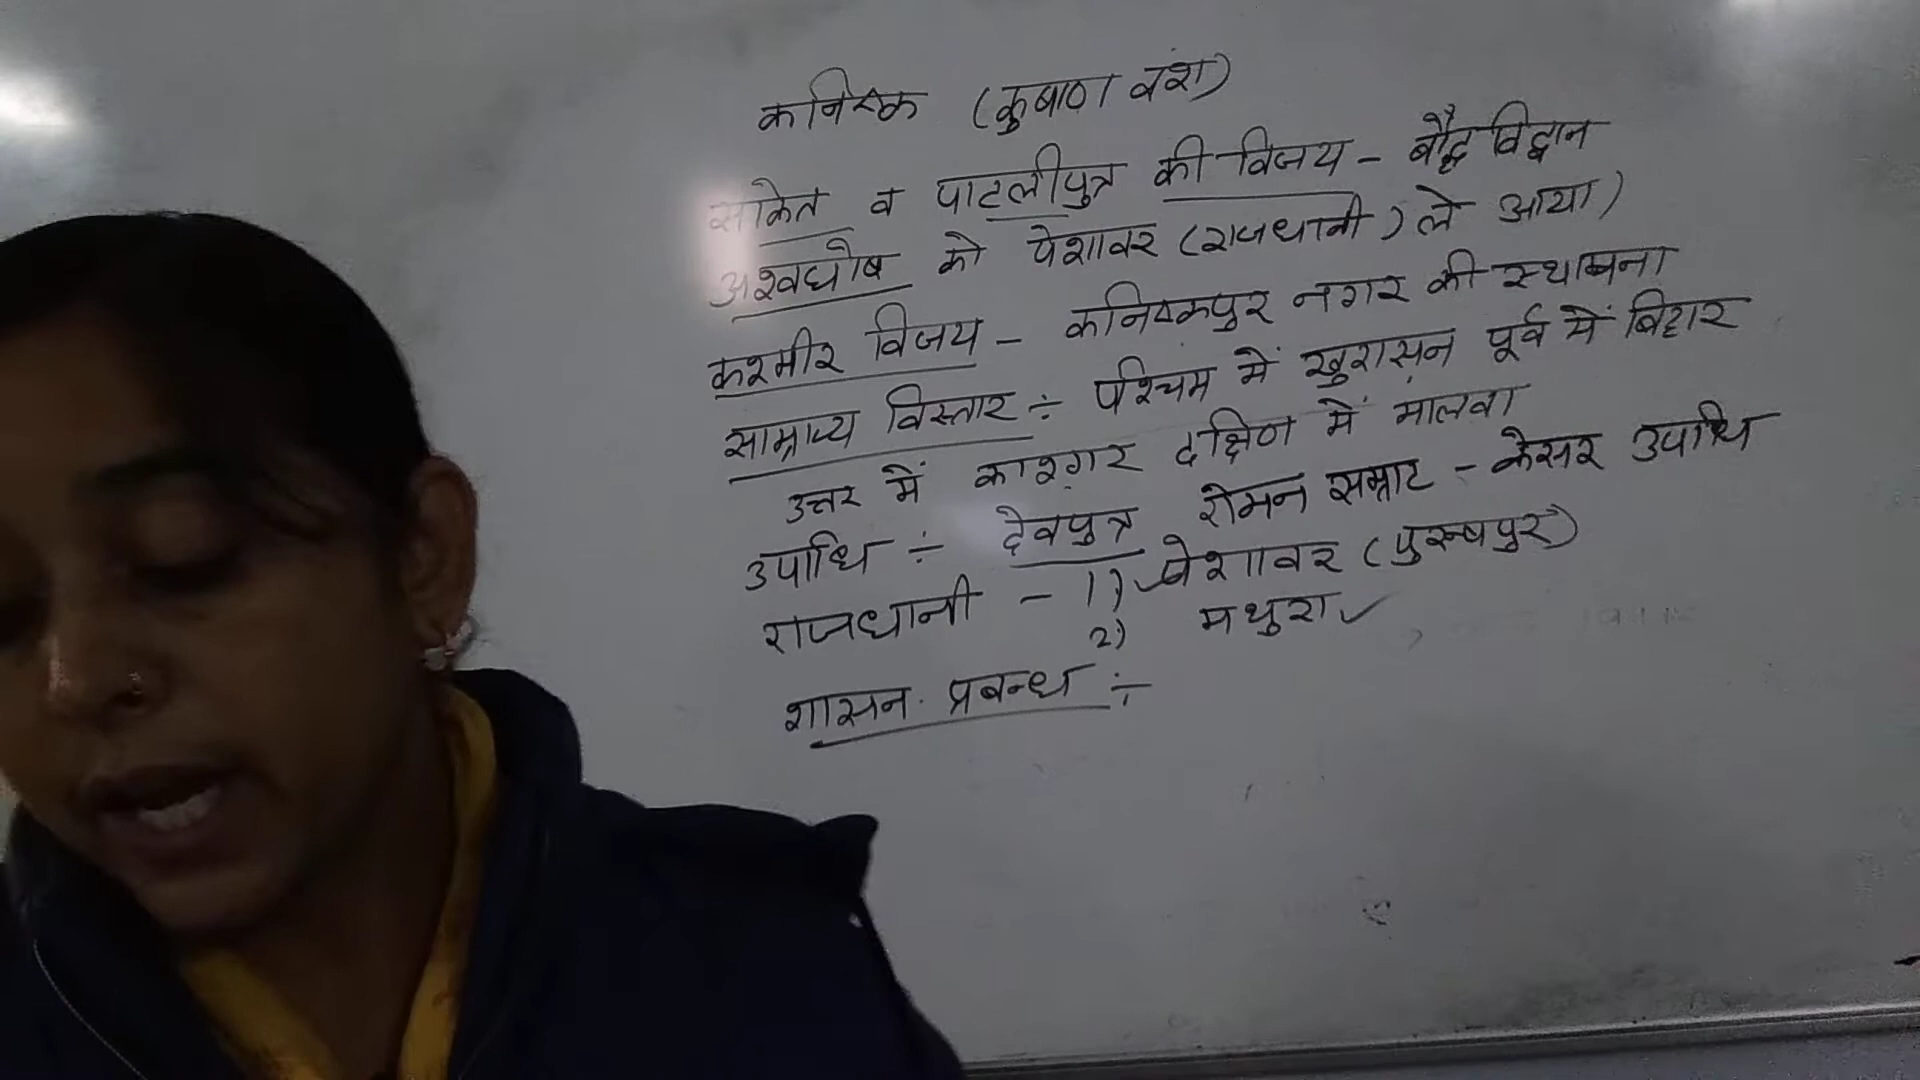 कनिष्क (कुषाण वंश)
साकेत व पाटलीपुत्र की विजय - बौद्ध विद्वान
अश्वघोष को पेशावर (राजधानी) ले आया)
कश्मीर विजय - कनिष्कपुर नगर की स्थापना
साम्राज्य विस्तार ÷ पश्चिम में खुरासन पूर्व में बिहार
उत्तर में काश्ग़र दक्षिण में मालवा
उपाधि ÷ देवपुत्र रोमन सम्राट - केसर उपाधि
राजधानी - 1) पेशावर (पुरूषपुर)
2) मथुरा ✓
शासन प्रबन्ध ÷